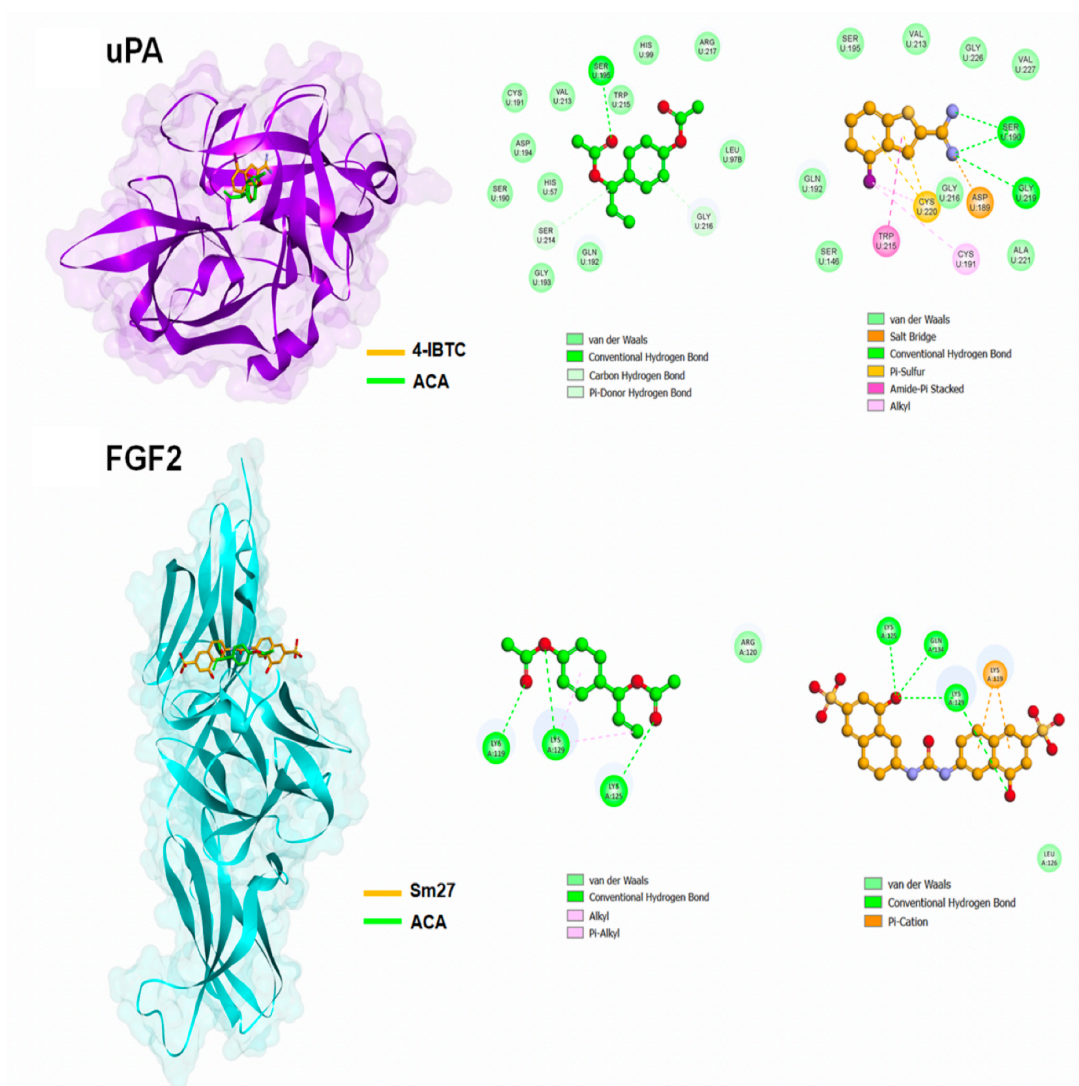 uPA
4-IBTC
ACA
SER
U:195
HIS
U:99
ARG
U:217
CYS
U:191
VAL
U:213
TRP
U:215
ASP
U:194
LEU
U:97B
SER
U:190
HIS
U:57
SER
U:214
GLN
U:192
GLY
U:216
GLY
U:193
van der Waals
Conventional Hydrogen Bond
Carbon Hydrogen Bond
Pi-Donor Hydrogen Bond
SER
U:195
VAL
U:213
GLY
U:226
VAL
U:227
SER
U:190
GLN
U:192
CYS
U:220
GLY
U:216
ASP
U:189
GLY
U:219
TRP
U:215
SER
U:146
CYS
U:191
ALA
U:221
van der Waals
Salt Bridge
Conventional Hydrogen Bond
Pi-Sulfur
Amide-Pi Stacked
Alkyl
FGF2
Sm27
ACA
ARG
A:120
LYS
A:119
LYS
A:129
LYS
A:125
van der Waals
Conventional Hydrogen Bond
Alkyl
Pi-Alkyl
LYS
A:125
GLN
A:134
LYS
A:129
LYS
A:119
LEU
A:126
van der Waals
Conventional Hydrogen Bond
Pi-Cation